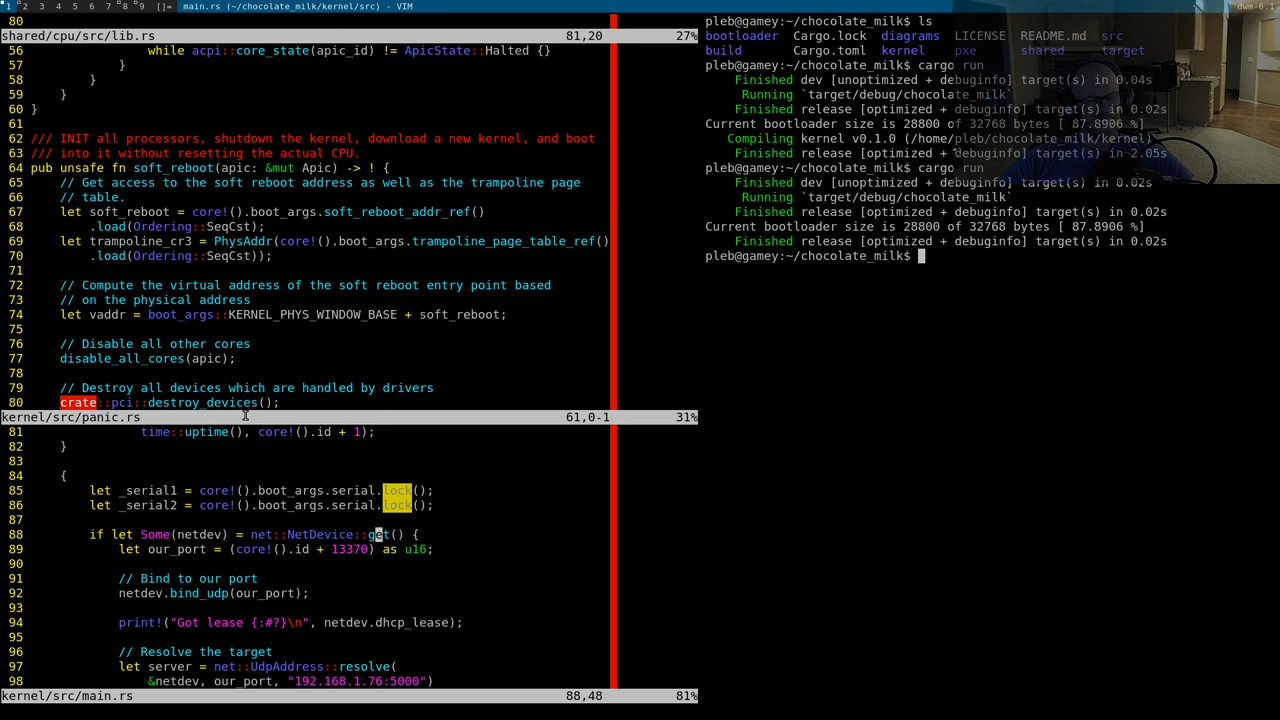 1 2 3 4 5 6 7 8 9 []= main.rs (~/chocolate_milk/kernel/src) - VIM dwm-6.1
80
shared/cpu/src/lib.rs 81,20 27%
56 while acpi::core_state(apic_id) != ApicState::Halted {}
57 }
58 }
59 }
60 }
61
62 /// INIT all processors, shutdown the kernel, download a new kernel, and boot
63 /// into it without resetting the actual CPU.
64 pub unsafe fn soft_reboot(apic: &mut Apic) -> ! {
65 // Get access to the soft reboot address as well as the trampoline page
66 // table.
67 let soft_reboot = core!().boot_args.soft_reboot_addr_ref()
68 .load(Ordering::SeqCst);
69 let trampoline_cr3 = PhysAddr(core!().boot_args.trampoline_page_table_ref()
70 .load(Ordering::SeqCst));
71
72 // Compute the virtual address of the soft reboot entry point based
73 // on the physical address
74 let vaddr = boot_args::KERNEL_PHYS_WINDOW_BASE + soft_reboot;
75
76 // Disable all other cores
77 disable_all_cores(apic);
78
79 // Destroy all devices which are handled by drivers
80 crate::pci::destroy_devices();
kernel/src/panic.rs 61,0-1 31%
81 time::uptime(), core!().id + 1);
82 }
83
84 {
85 let _serial1 = core!().boot_args.serial.lock();
86 let _serial2 = core!().boot_args.serial.lock();
87
88 if let Some(netdev) = net::NetDevice::get() {
89 let our_port = (core!().id + 13370) as u16;
90
91 // Bind to our port
92 netdev.bind_udp(our_port);
93
94 print!("Got lease {:#?}\n", netdev.dhcp_lease);
95
96 // Resolve the target
97 let server = net::UdpAddress::resolve(
98 &netdev, our_port, "192.168.1.76:5000")
kernel/src/main.rs 88,48 81%
pleb@gamey:~/chocolate_milk$ ls
bootloader Cargo.lock diagrams LICENSE README.md src
build Cargo.toml kernel pxe shared target
pleb@gamey:~/chocolate_milk$ cargo run
Finished dev [unoptimized + debuginfo] target(s) in 0.04s
Running `target/debug/chocolate_milk`
Finished release [optimized + debuginfo] target(s) in 0.02s
Current bootloader size is 28800 of 32768 bytes [ 87.8906 %]
Compiling kernel v0.1.0 (/home/pleb/chocolate_milk/kernel)
Finished release [optimized + debuginfo] target(s) in 2.05s
pleb@gamey:~/chocolate_milk$ cargo run
Finished dev [unoptimized + debuginfo] target(s) in 0.02s
Running `target/debug/chocolate_milk`
Finished release [optimized + debuginfo] target(s) in 0.02s
Current bootloader size is 28800 of 32768 bytes [ 87.8906 %]
Finished release [optimized + debuginfo] target(s) in 0.02s
pleb@gamey:~/chocolate_milk$